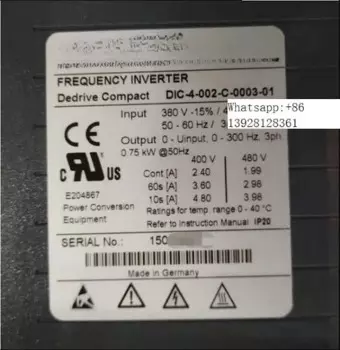 FREQUENCY INVERTER
Dedrive Compact DIC-4-002-C-0003-01
Whatsapp:+86
13928128361
Input 380 V -15% /
50 - 60 Hz /
Output 0 - Uinput, 0 - 300 Hz, 3ph
0.75 kW @50Hz
400 V 480 V
Cont [A] 2.40 1.99
60s [A] 3.60 2.98
10s [A] 4.80 3.98
CE
C RU US
E204867
Power Conversion
Equipment
Ratings for temp. range 0 - 40 °C
Refer to Instruction Manual IP20
SERIAL No.: 150
Made in Germany